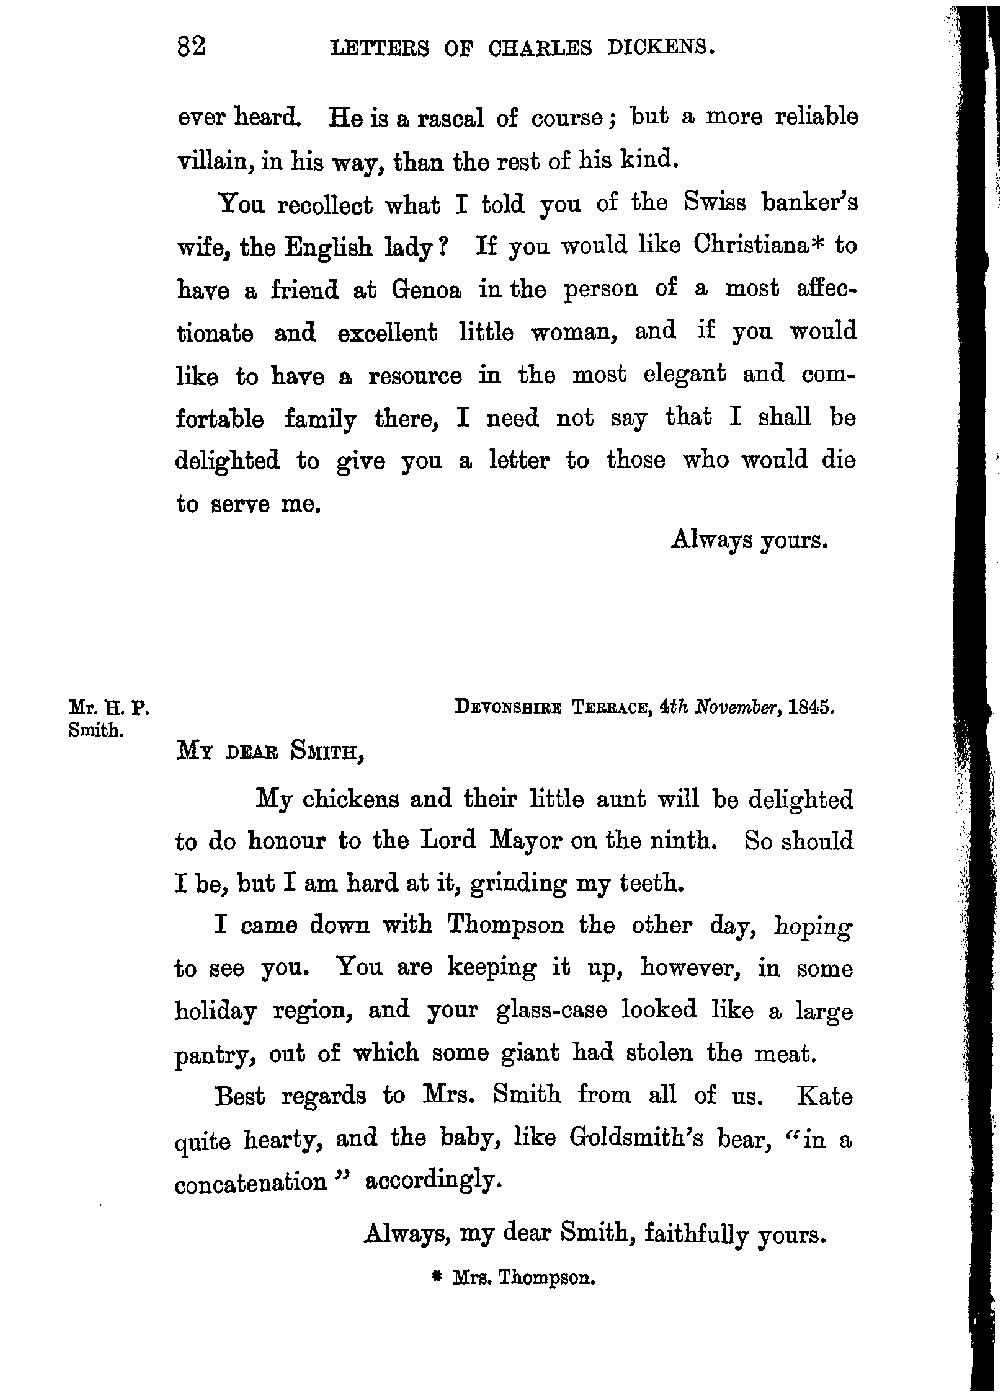 82 LETTERS OF CHARLES DICKENS.
ever heard. He is a rascal of course; but a more reliable
villain, in his way, than the rest of his kind.
You recollect what I told you of the Swiss banker's
wife, the English lady? If you would like Christiana* to
have a friend at Genoa in the person of a most affec-
tionate and excellent little woman, and if you would
like to have a resource in the most elegant and com-
fortable family there, I need not say that I shall be
delighted to give you a letter to those who would die
to serve me.
Always yours.
Mr. H. P.
Smith.
DEVONSHIRE TERRACE, 4th November, 1845.
MY DEAR SMITH,
My chickens and their little aunt will be delighted
to do honour to the Lord Mayor on the ninth. So should
I be, but I am hard at it, grinding my teeth.
I came down with Thompson the other day, hoping
to see you. You are keeping it up, however, in some
holiday region, and your glass-case looked like a large
pantry, out of which some giant had stolen the meat.
Best regards to Mrs. Smith from all of us. Kate
quite hearty, and the baby, like Goldsmith's bear, "in a
concatenation" accordingly.
Always, my dear Smith, faithfully yours.
* Mrs. Thompson.